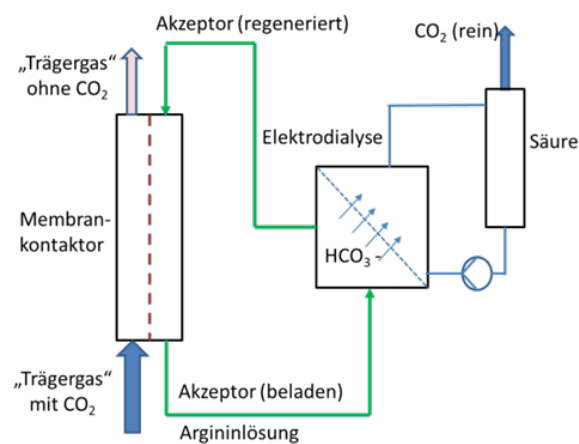 Akzeptor (regeneriert)
CO₂ (rein)
„Trägergas“
ohne CO₂
Elektrodialyse
Säure
Membran-
kontaktor
HCO₃ -
„Trägergas“
mit CO₂
Akzeptor (beladen)
Argininlösung